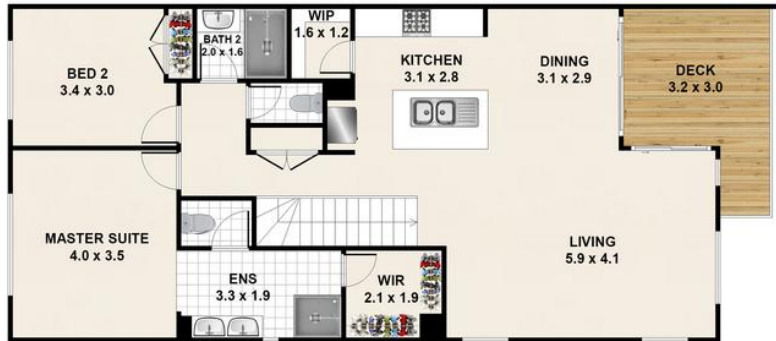 WIP
1.6 x 1.2
BATH 2
2.0 x 1.6
KITCHEN
3.1 x 2.8
DINING
3.1 x 2.9
DECK
3.2 x 3.0
BED 2
3.4 x 3.0
MASTER SUITE
4.0 x 3.5
LIVING
5.9 x 4.1
ENS
3.3 x 1.9
WIR
2.1 x 1.9